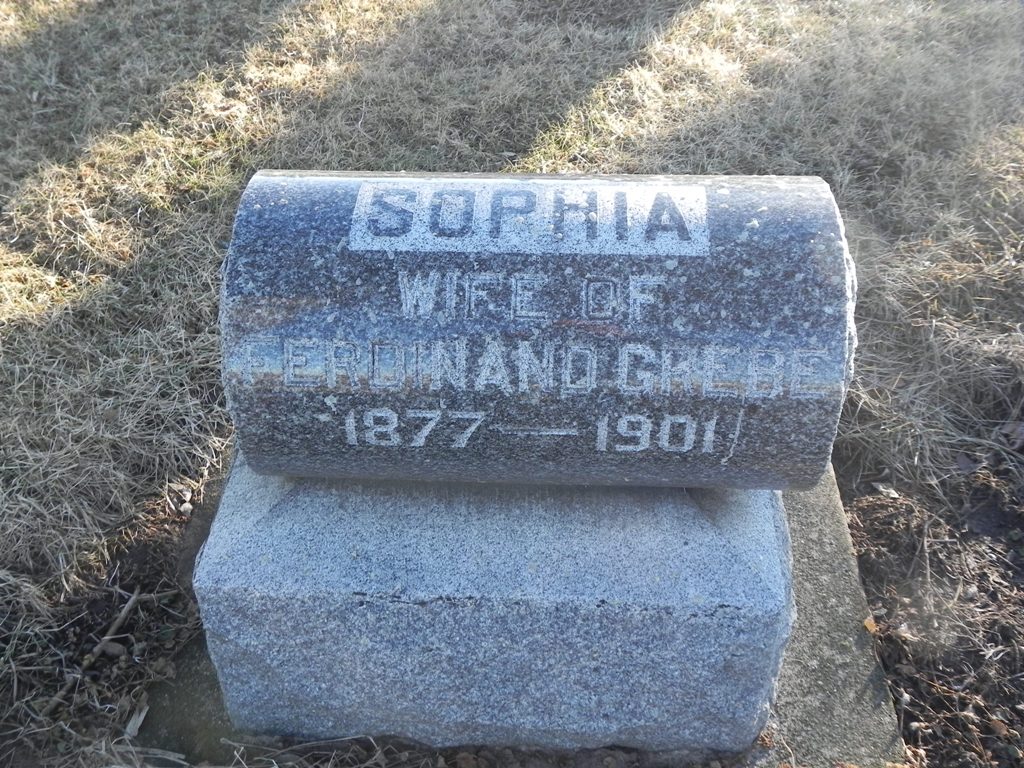 SOPHIA
WIFE OF
FERDINAND GHEBE
1877 — 1901